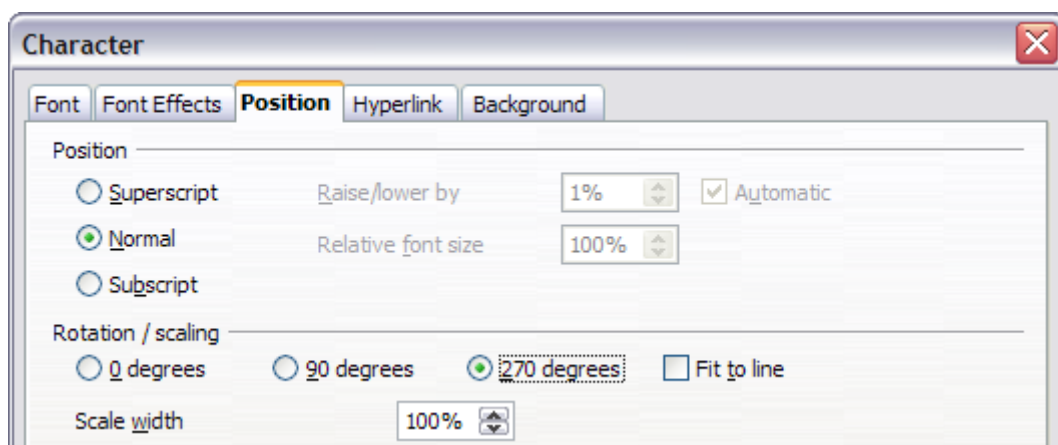 Character
Font Font Effects Position Hyperlink Background
Position
Superscript Raise/lower by 1% Automatic
Normal Relative font size 100%
Subscript
Rotation / scaling
0 degrees 90 degrees 270 degrees Fit to line
Scale width 100%